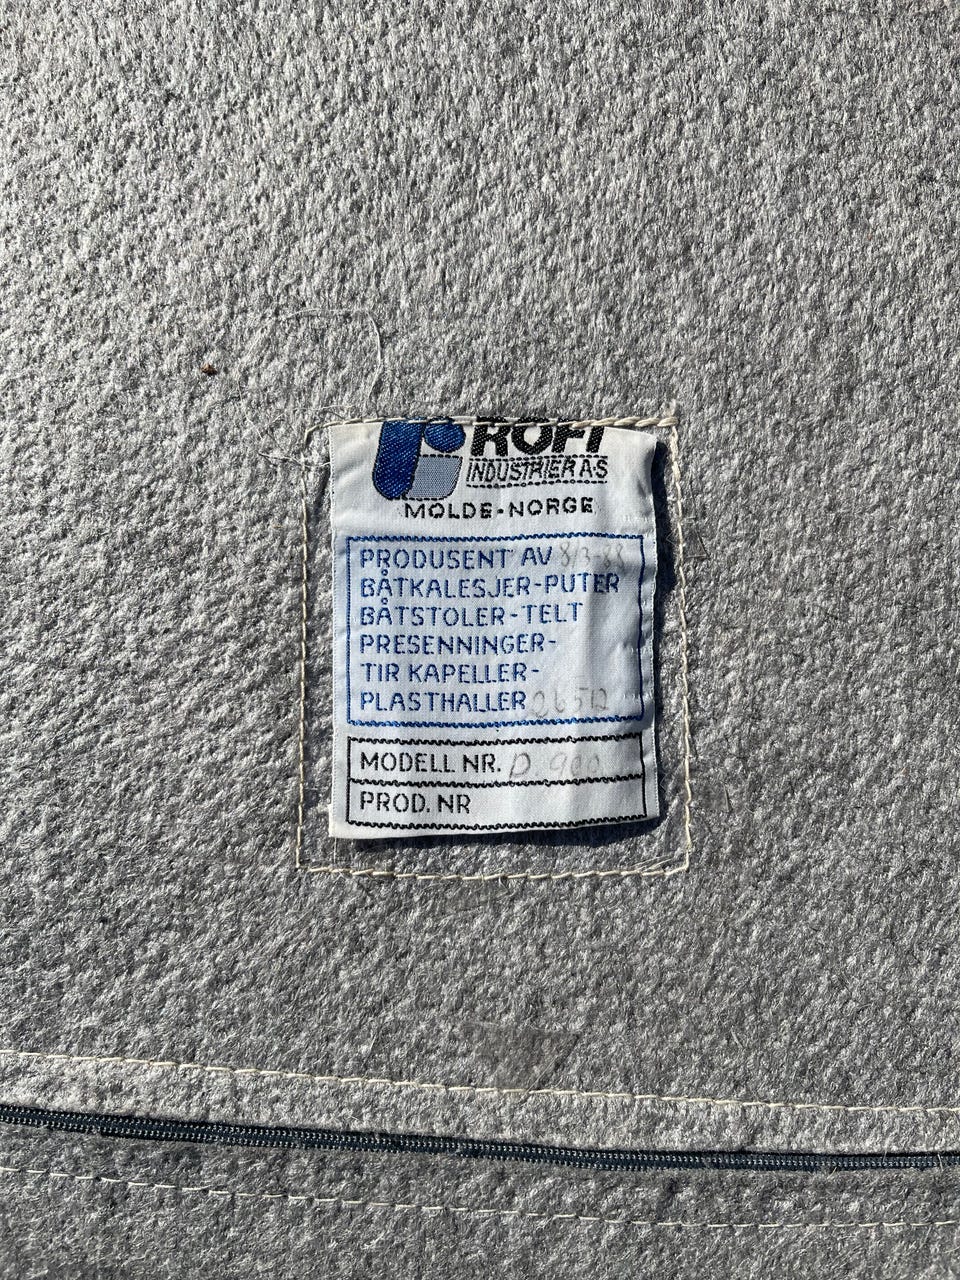 ROFI
INDUSTRIER A·S
MOLDE-NORGE
PRODUSENT AV 8/3-88
BÅTKALESJER-PUTER
BÅTSTOLER-TELT
PRESENNINGER-
TIR KAPELLER-
PLASTHALLER
MODELL NR. D 900
PROD. NR